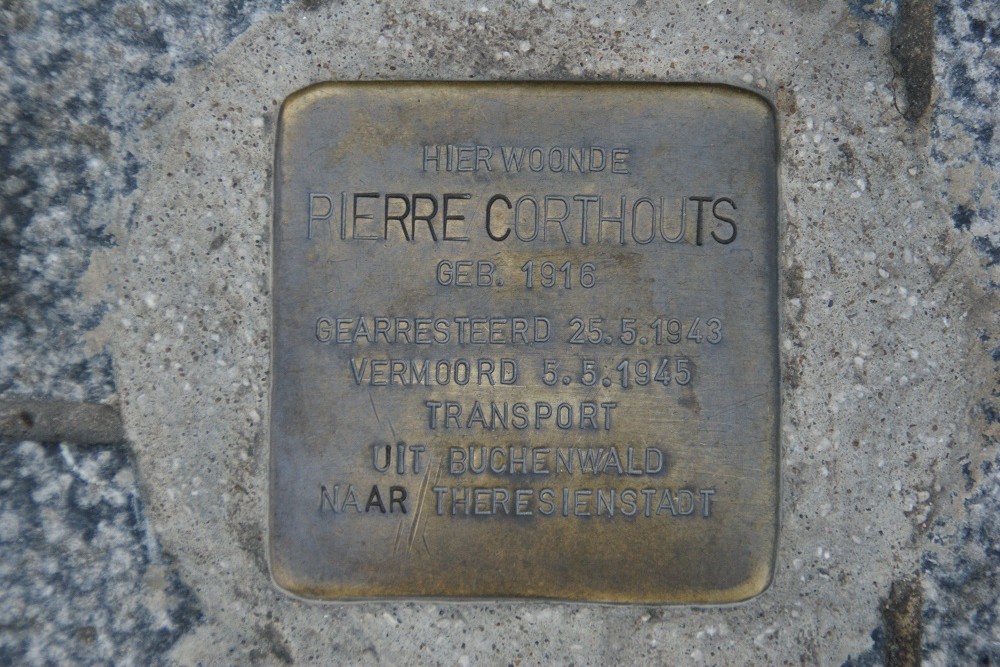 HIER WOONDE
PIERRE CORTHOUTS
GEB. 1916
GEARRESTEERD 25.5.1943
VERMOORD 5.5.1945
TRANSPORT
UIT BUCHENWALD
NAAR THERESIENSTADT